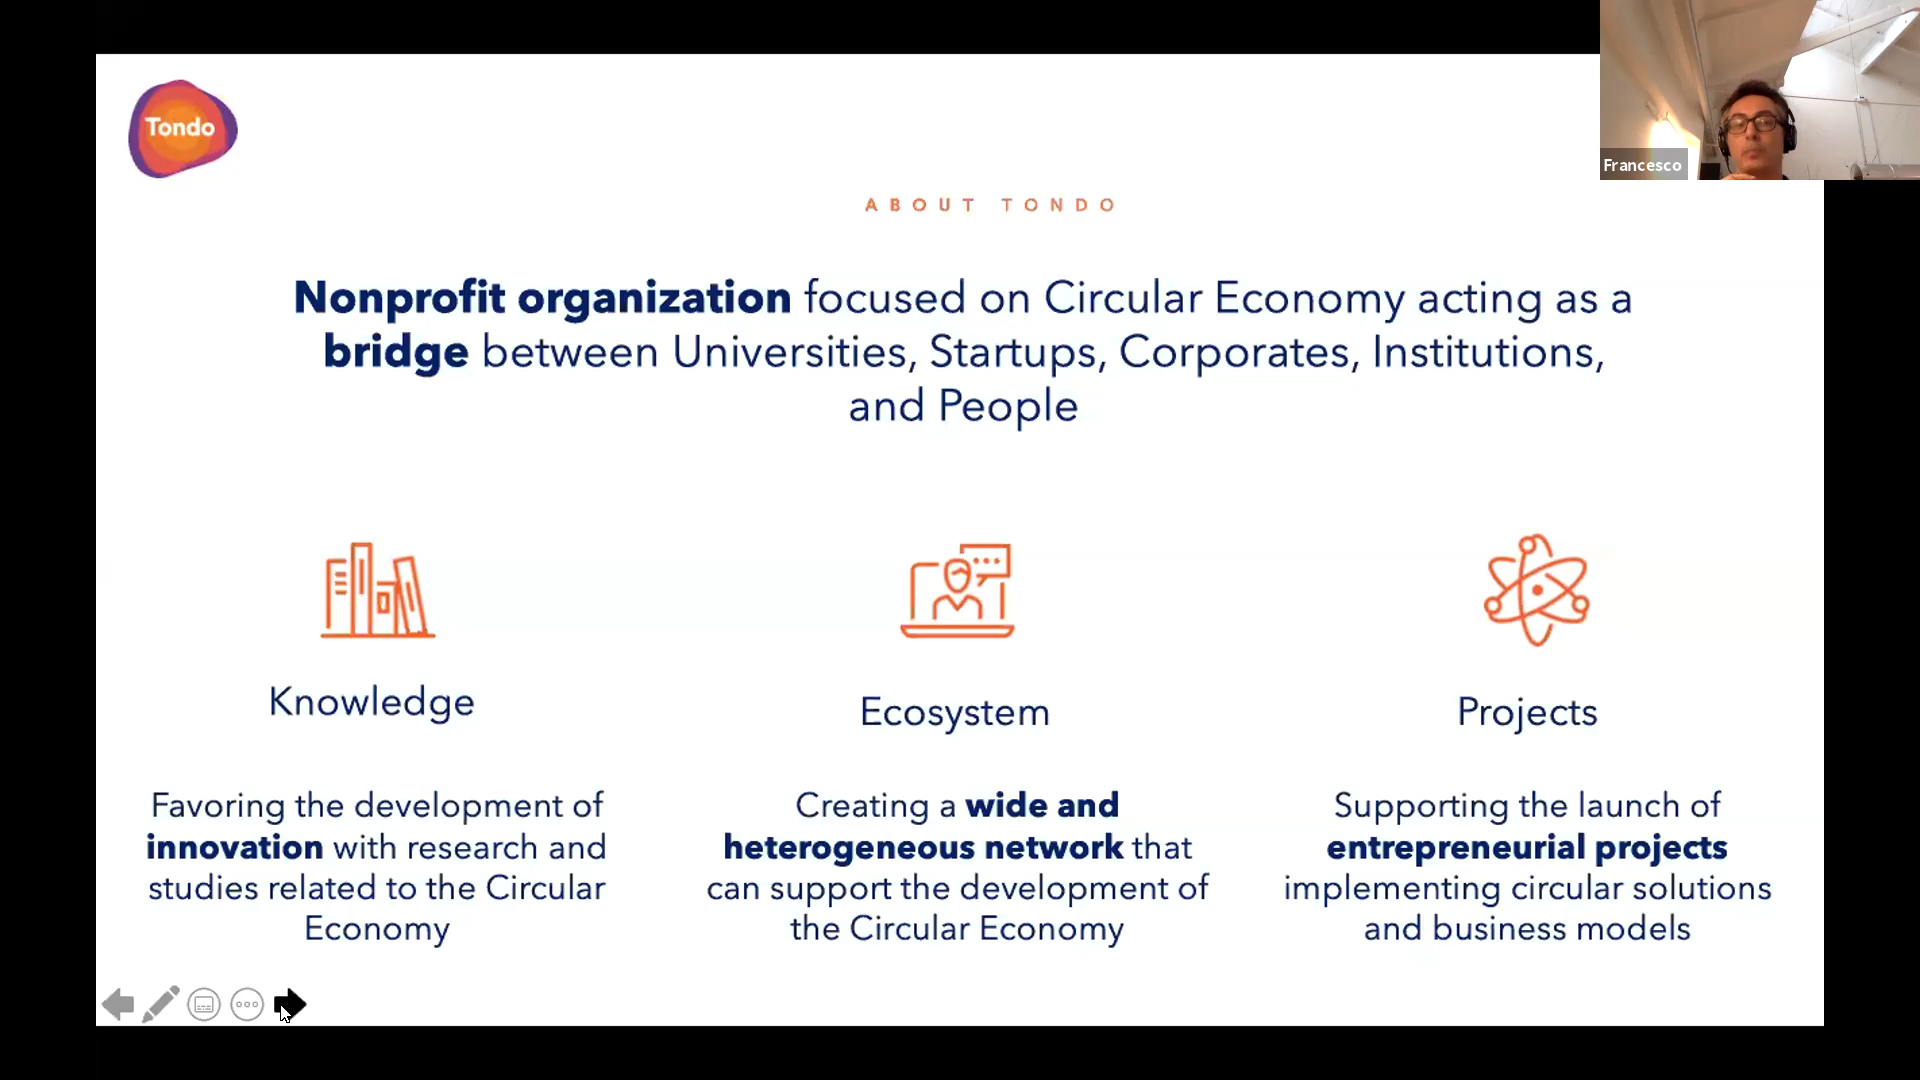 Tondo
Francesco
ABOUT TONDO
Nonprofit organization focused on Circular Economy acting as a
bridge between Universities, Startups, Corporates, Institutions,
and People
Knowledge
Favoring the development of
innovation with research and
studies related to the Circular
Economy
Ecosystem
Creating a wide and
heterogeneous network that
can support the development of
the Circular Economy
Projects
Supporting the launch of
entrepreneurial projects
implementing circular solutions
and business models